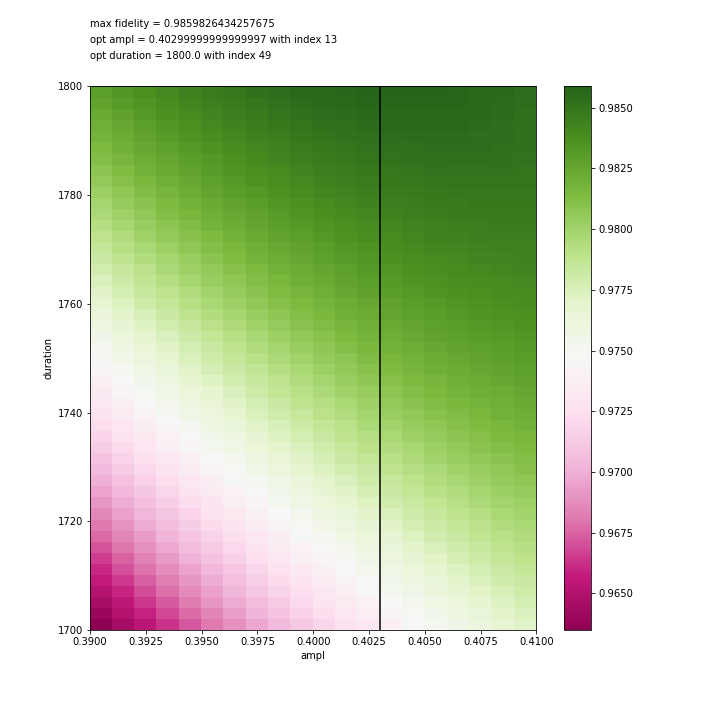 max fidelity = 0.9859826434257675
opt ampl = 0.40299999999999997 with index 13
opt duration = 1800.0 with index 49
1800
1780
1760
1740
1720
1700
duration
0.3900 0.3925 0.3950 0.3975 0.4000 0.4025 0.4050 0.4075 0.4100
ampl
0.9850
0.9825
0.9800
0.9775
0.9750
0.9725
0.9700
0.9675
0.9650